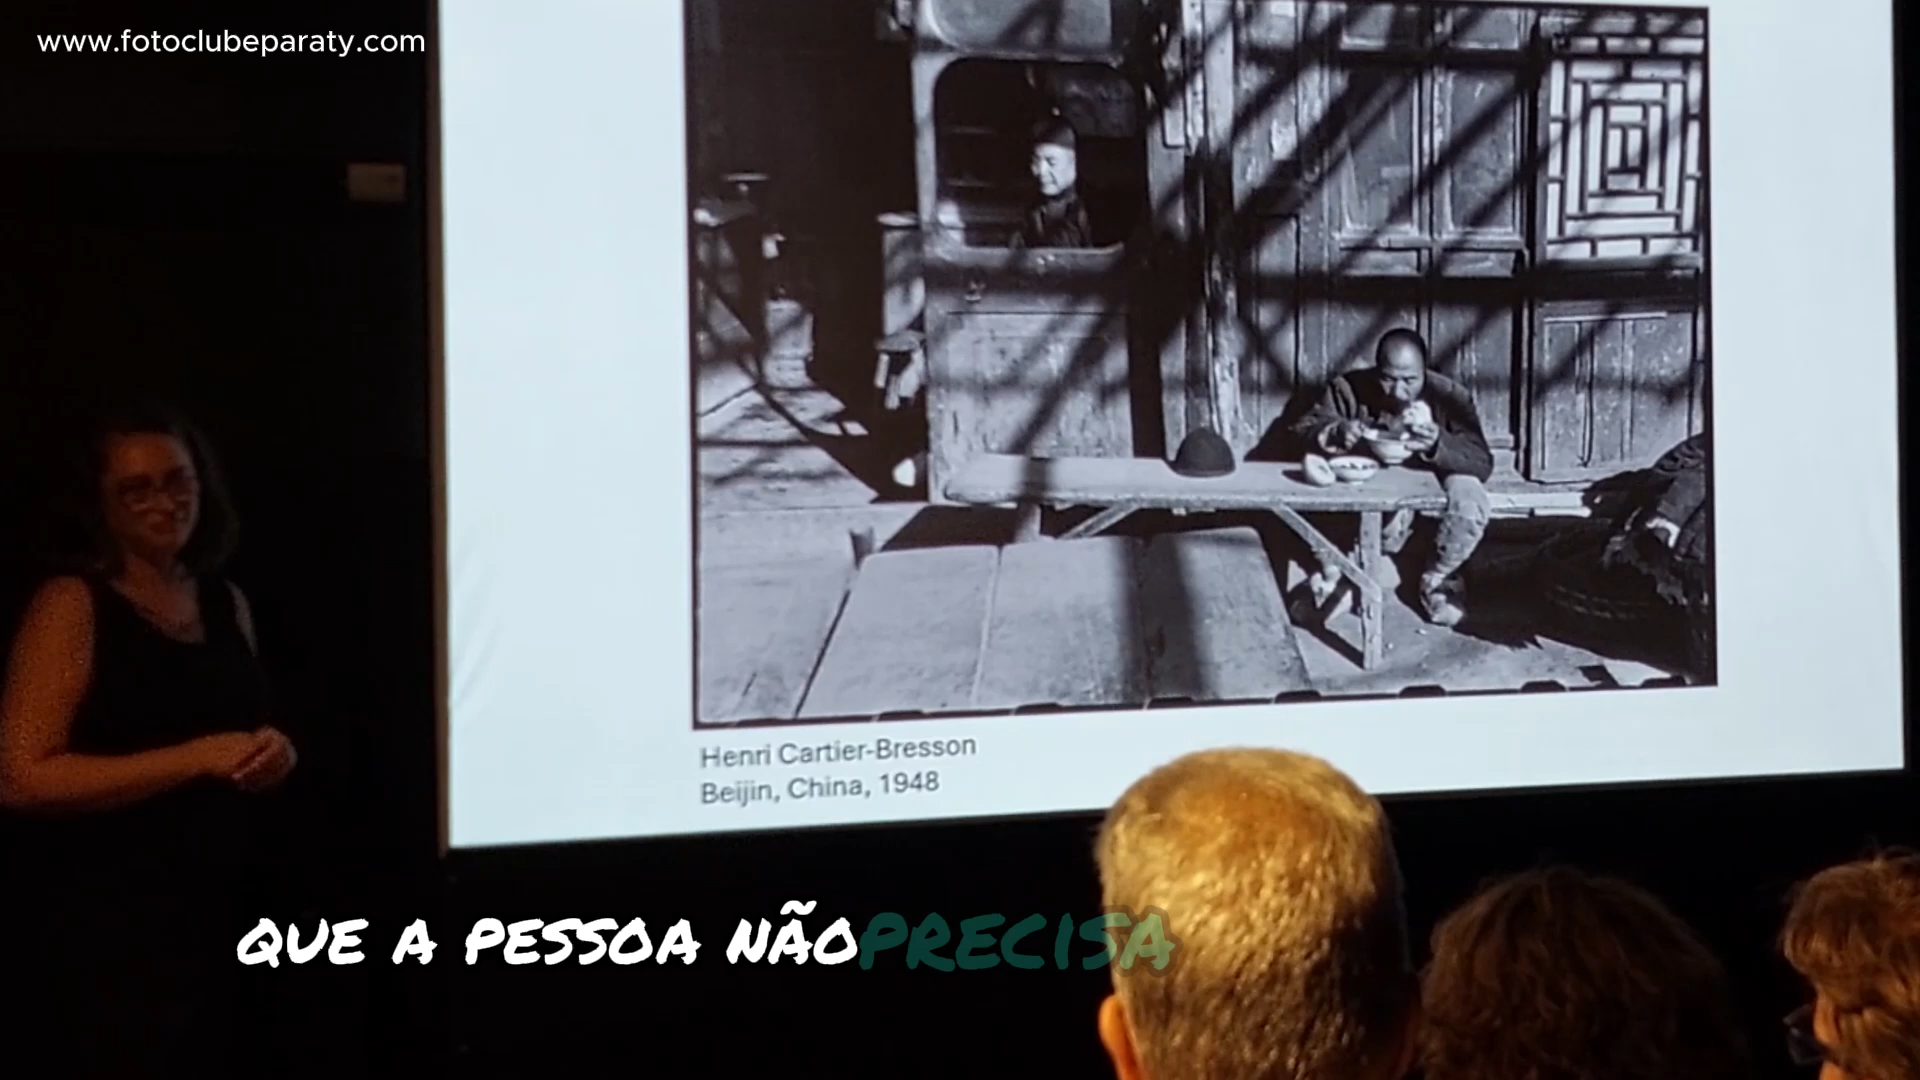 www.fotoclubeparaty.com
Henri Cartier-Bresson
Beijin, China, 1948
QUE A PESSOA NÃO PRECISA